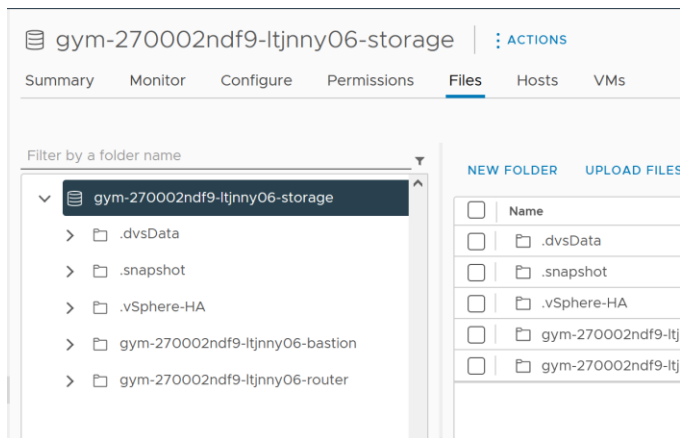 gym-270002ndf9-ltjnny06-storage
ACTIONS
Summary Monitor Configure Permissions Files Hosts VMs
Filter by a folder name
gym-270002ndf9-ltjnny06-storage
.dvsData
.snapshot
.vSphere-HA
gym-270002ndf9-ltjnny06-bastion
gym-270002ndf9-ltjnny06-router
NEW FOLDER UPLOAD FILES
Name
.dvsData
.snapshot
.vSphere-HA
gym-270002ndf9-ltj
gym-270002ndf9-ltj